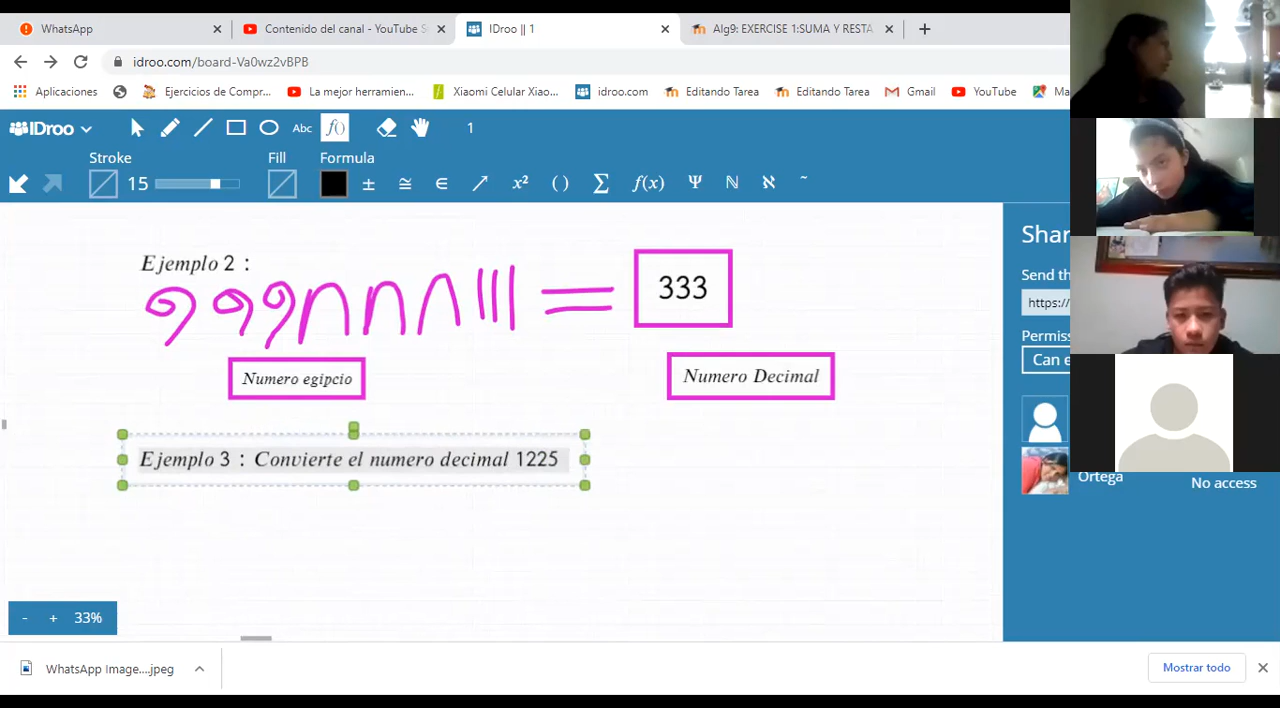 WhatsApp
Contenido del canal - YouTube S
IDroo || 1
Alg9: EXERCISE 1:SUMA Y RESTA
idroo.com/board-Va0wz2vBPB
Aplicaciones
Ejercicios de Compr...
La mejor herramien...
Xiaomi Celular Xiao...
idroo.com
Editando Tarea
Editando Tarea
Gmail
YouTube
Ma
IDroo
Abc
f()
1
Stroke
Fill
Formula
15
± ≅ ∈ x² ( ) Σ f(x) Ψ ℕ ℵ ~
Ejemplo 2 :
𓍢𓍢𓍢∩∩∩||| = 333
Numero egipcio
Numero Decimal
Ejemplo 3 : Convierte el numero decimal 1225
Shar
Send th
https:/
Permiss
Can e
Ortega
No access
- + 33%
WhatsApp Image....jpeg
Mostrar todo